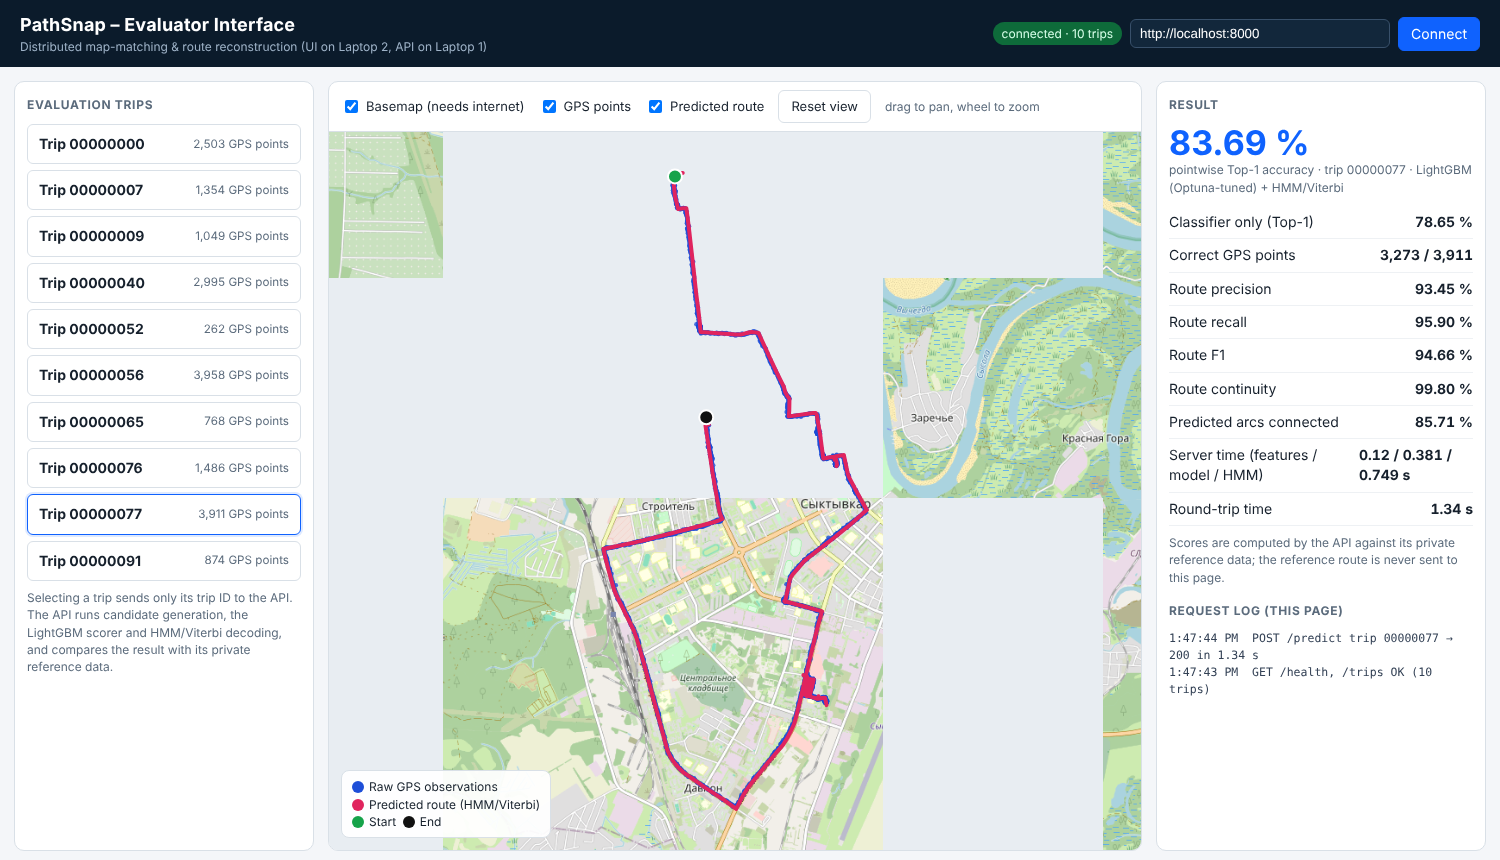 PathSnap – Evaluator Interface
Distributed map-matching & route reconstruction (UI on Laptop 2, API on Laptop 1)
connected · 10 trips
http://localhost:8000
Connect
EVALUATION TRIPS
Trip 00000000 2,503 GPS points
Trip 00000007 1,354 GPS points
Trip 00000009 1,049 GPS points
Trip 00000040 2,995 GPS points
Trip 00000052 262 GPS points
Trip 00000056 3,958 GPS points
Trip 00000065 768 GPS points
Trip 00000076 1,486 GPS points
Trip 00000077 3,911 GPS points
Trip 00000091 874 GPS points
Selecting a trip sends only its trip ID to the API.
The API runs candidate generation, the
LightGBM scorer and HMM/Viterbi decoding,
and compares the result with its private
reference data.
Basemap (needs internet)
GPS points
Predicted route
Reset view
drag to pan, wheel to zoom
Вычегда
Сысола
Заречье
Красная Гора
Строитель
Сыктывкар
Центральное
кладбище
Raw GPS observations
Predicted route (HMM/Viterbi)
Start
End
RESULT
83.69 %
pointwise Top-1 accuracy · trip 00000077 · LightGBM
(Optuna-tuned) + HMM/Viterbi
Classifier only (Top-1) 78.65 %
Correct GPS points 3,273 / 3,911
Route precision 93.45 %
Route recall 95.90 %
Route F1 94.66 %
Route continuity 99.80 %
Predicted arcs connected 85.71 %
Server time (features / 0.12 / 0.381 /
model / HMM) 0.749 s
Round-trip time 1.34 s
Scores are computed by the API against its private
reference data; the reference route is never sent to
this page.
REQUEST LOG (THIS PAGE)
1:47:44 PM POST /predict trip 00000077 →
200 in 1.34 s
1:47:43 PM GET /health, /trips OK (10
trips)